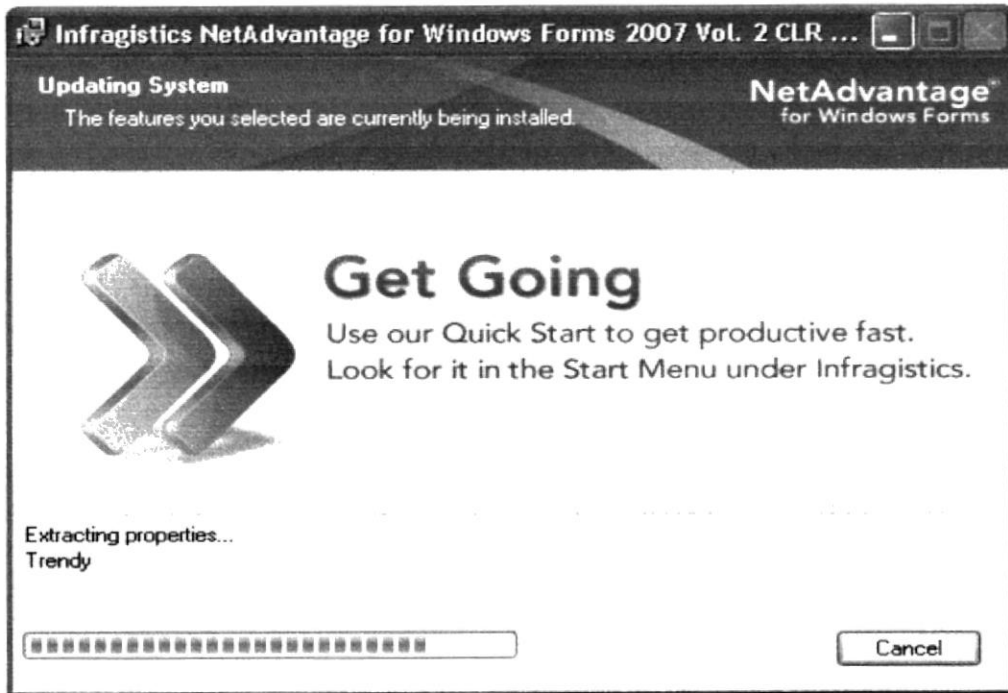 Infragistics NetAdvantage for Windows Forms 2007 Vol. 2 CLR ...
Updating System
The features you selected are currently being installed.
NetAdvantage
for Windows Forms
Get Going
Use our Quick Start to get productive fast.
Look for it in the Start Menu under Infragistics.
Extracting properties...
Trendy
Cancel